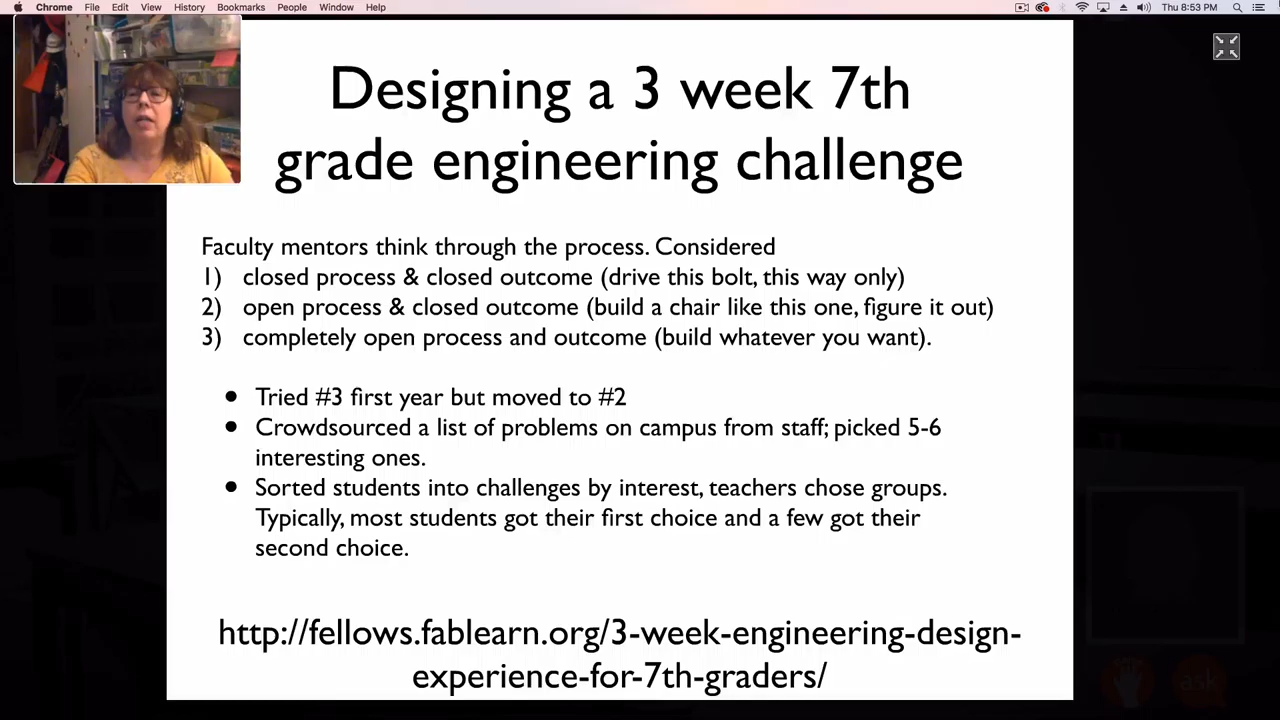 Chrome File Edit View History Bookmarks People Window Help Thu 8:53 PM
Designing a 3 week 7th
grade engineering challenge
Faculty mentors think through the process. Considered
1) closed process & closed outcome (drive this bolt, this way only)
2) open process & closed outcome (build a chair like this one, figure it out)
3) completely open process and outcome (build whatever you want).
• Tried #3 first year but moved to #2
• Crowdsourced a list of problems on campus from staff; picked 5-6
interesting ones.
• Sorted students into challenges by interest, teachers chose groups.
Typically, most students got their first choice and a few got their
second choice.
http://fellows.fablearn.org/3-week-engineering-design-
experience-for-7th-graders/
ask